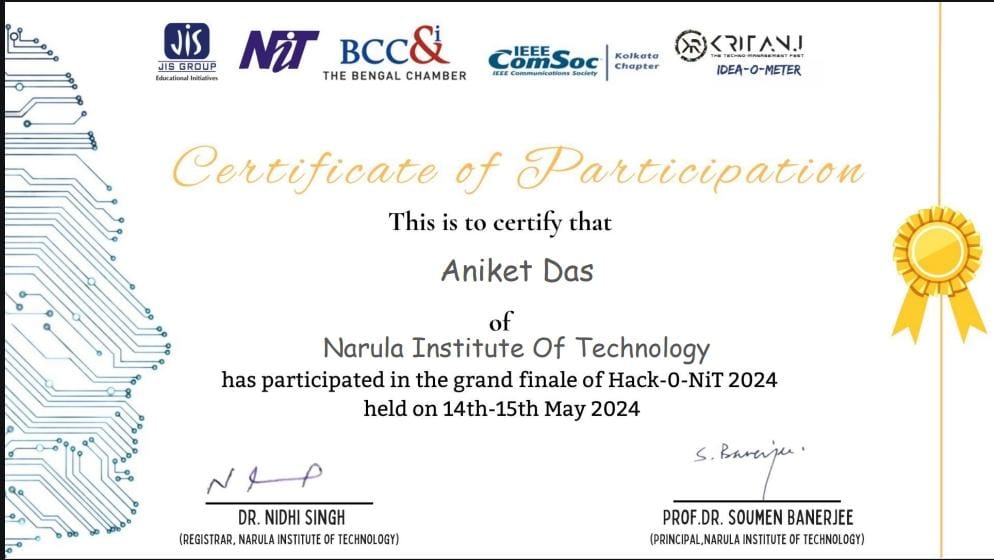 JIS
JIS GROUP
Educational Initiatives
NiT
BCC&i
THE BENGAL CHAMBER
IEEE
ComSoc
IEEE Communications Society
Kolkata
Chapter
KRITANJ
THE TECHNO-MANAGEMENT FEST
IDEA-O-METER
Certificate of Participation
This is to certify that
Aniket Das
of
Narula Institute Of Technology
has participated in the grand finale of Hack-O-NiT 2024
held on 14th-15th May 2024
S. Banerjee.
DR. NIDHI SINGH
(REGISTRAR, NARULA INSTITUTE OF TECHNOLOGY)
PROF.DR. SOUMEN BANERJEE
(PRINCIPAL,NARULA INSTITUTE OF TECHNOLOGY)